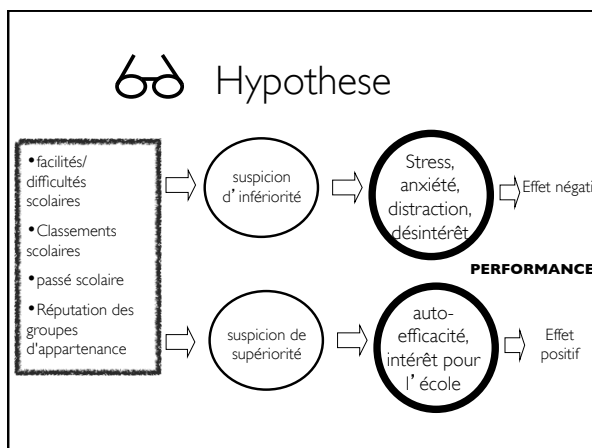 Hypothese
•facilités/
difficultés
scolaires
•Classements
scolaires
•passé scolaire
•Réputation des
groupes
d'appartenance
suspicion
d’infériorité
Stress,
anxiété,
distraction,
désintérêt
Effet négati
PERFORMANCE
suspicion de
supériorité
auto-
efficacité,
intérêt pour
l’école
Effet
positif